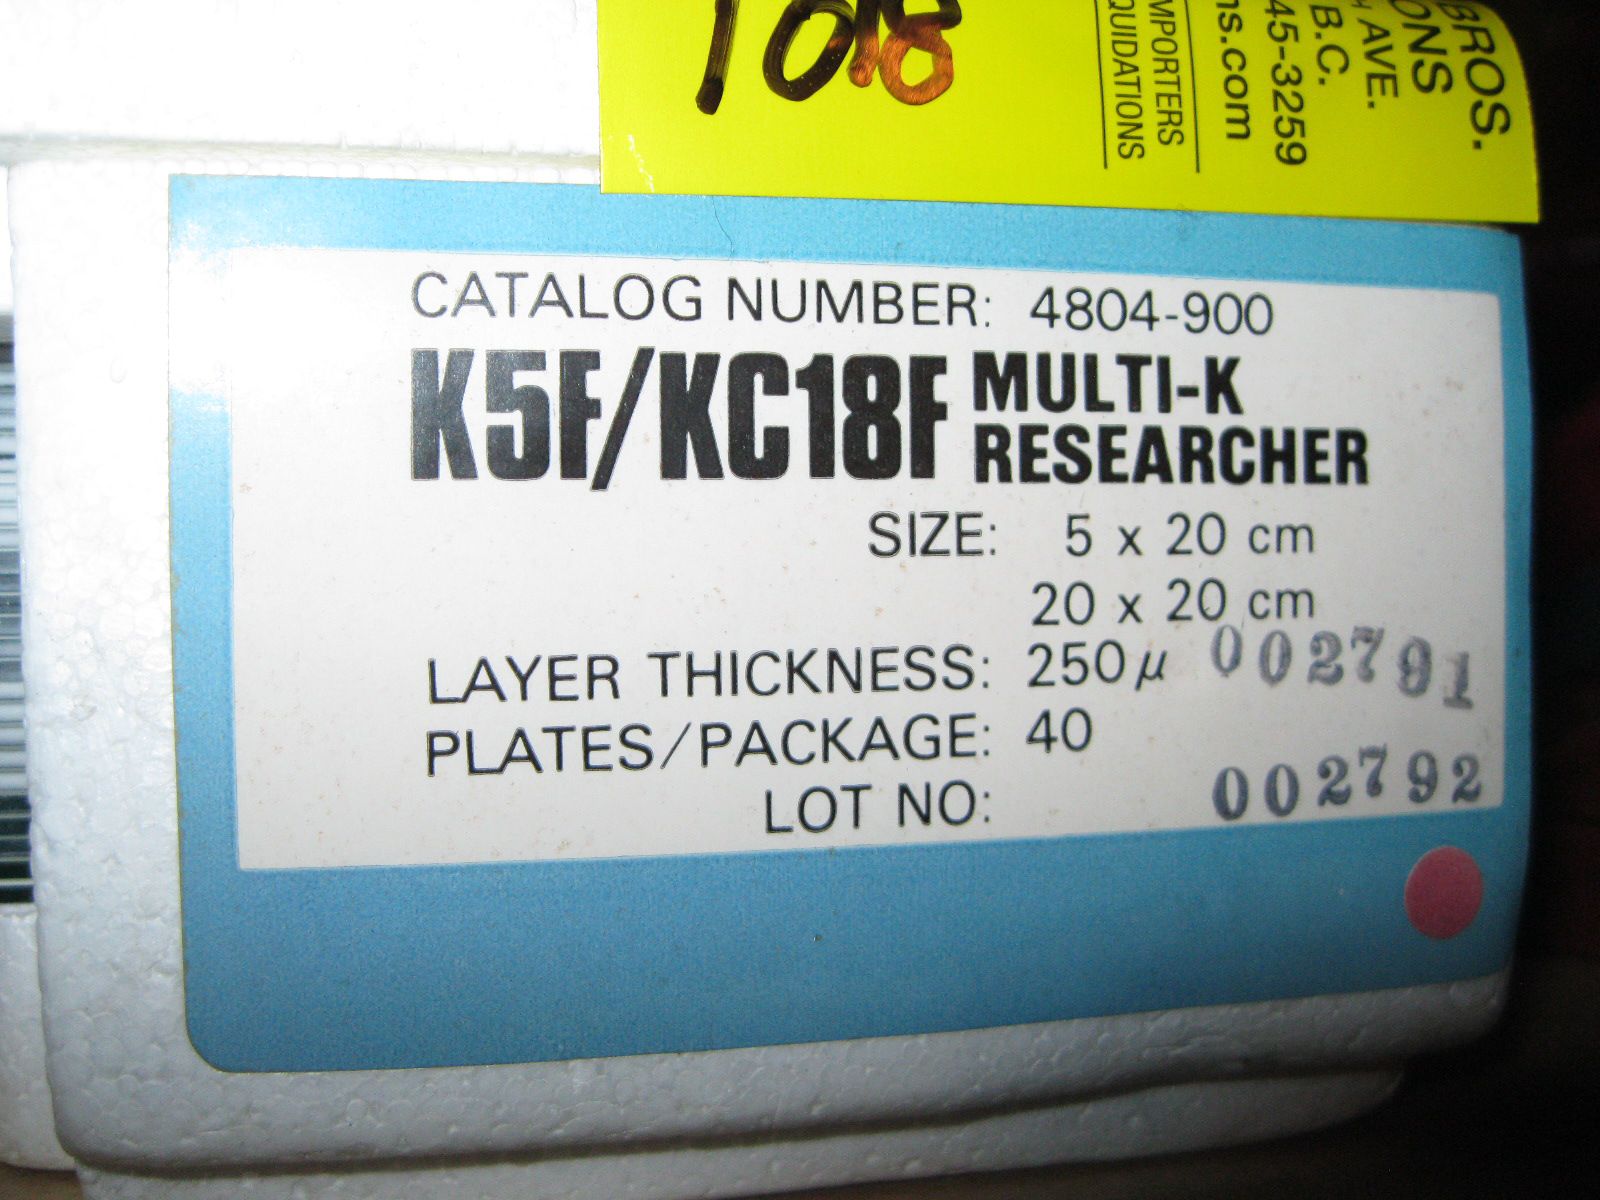 1018
BROS.
ONS
AVE.
B.C.
45-3259
ns.com
MPORTERS
QUIDATIONS
CATALOG NUMBER: 4804-900
K5F/KC18F MULTI-K
RESEARCHER
SIZE: 5 x 20 cm
20 x 20 cm
LAYER THICKNESS: 250µ 002791
PLATES/PACKAGE: 40
LOT NO: 002792